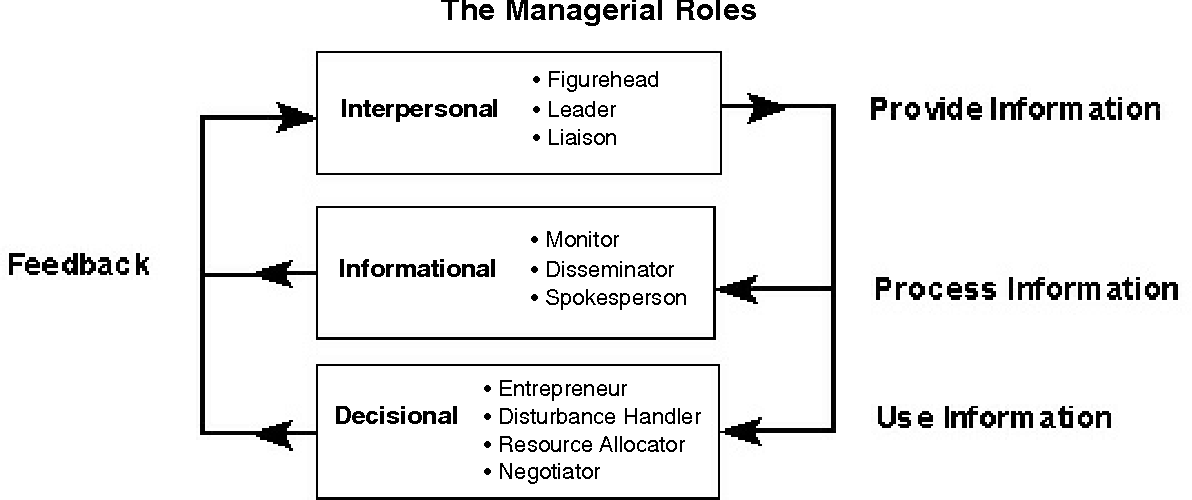 The Managerial Roles
Interpersonal
• Figurehead
• Leader
• Liaison
Provide Information
Feedback
Informational
• Monitor
• Disseminator
• Spokesperson
Process Information
Decisional
• Entrepreneur
• Disturbance Handler
• Resource Allocator
• Negotiator
Use Information